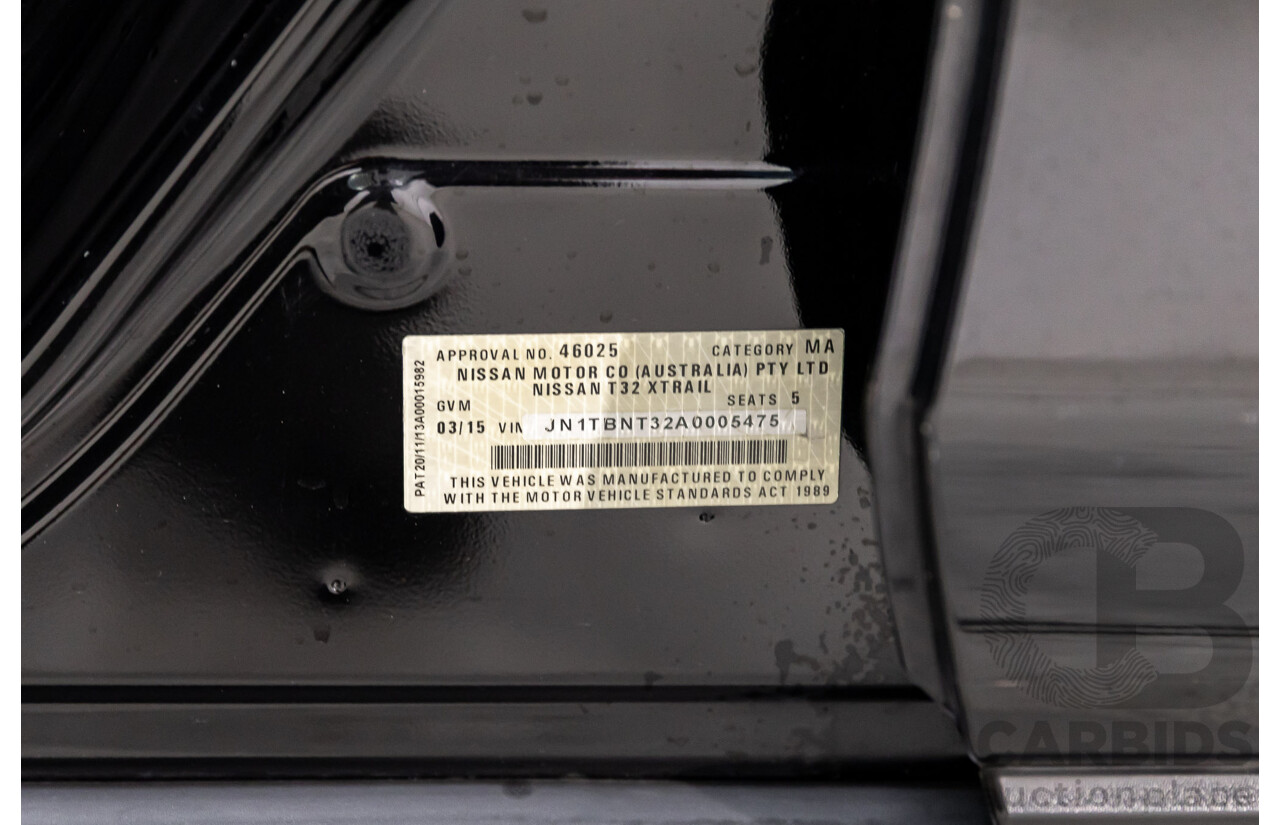 APPROVAL NO. 46025 CATEGORY MA
NISSAN MOTOR CO (AUSTRALIA) PTY LTD
NISSAN T32 XTRAIL
GVM SEATS 5
03/15 VIN JN1TBNT32A0005475
THIS VEHICLE WAS MANUFACTURED TO COMPLY
WITH THE MOTOR VEHICLE STANDARDS ACT 1989
PAT20/11/13A00015982
CARBIDS